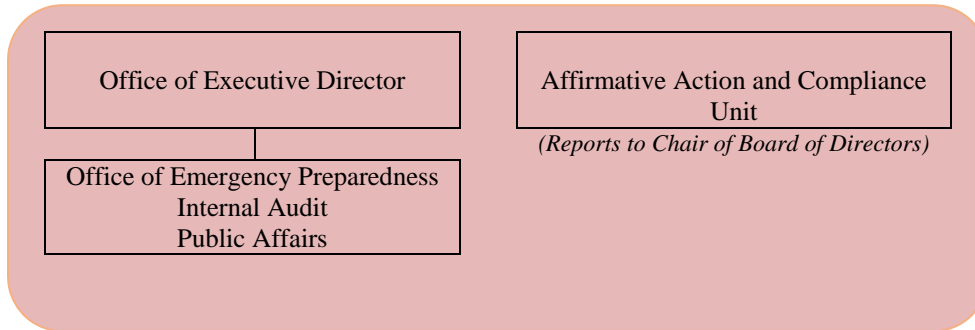 Office of Executive Director
Affirmative Action and Compliance
Unit
(Reports to Chair of Board of Directors)
Office of Emergency Preparedness
Internal Audit
Public Affairs